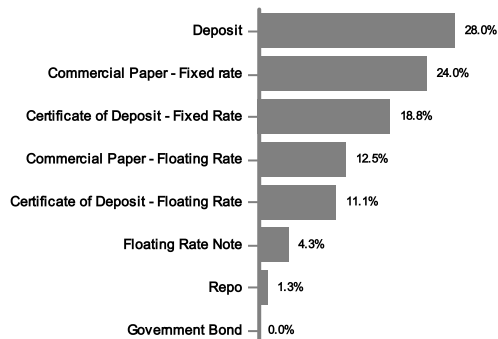 Deposit 28.0%
Commercial Paper - Fixed rate 24.0%
Certificate of Deposit - Fixed Rate 18.8%
Commercial Paper - Floating Rate 12.5%
Certificate of Deposit - Floating Rate 11.1%
Floating Rate Note 4.3%
Repo 1.3%
Government Bond 0.0%